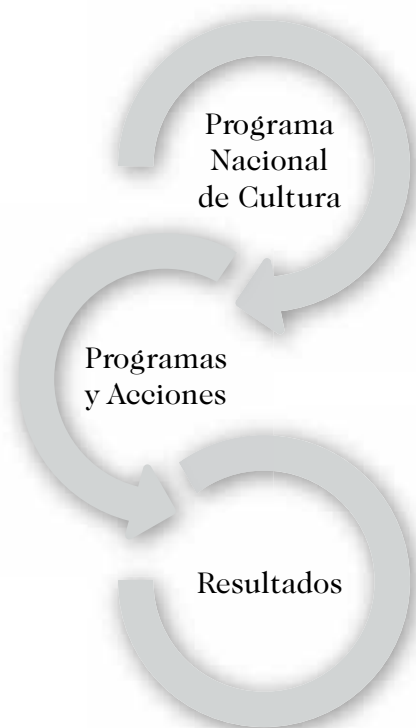 Programa
Nacional
de Cultura
Programas
y Acciones
Resultados